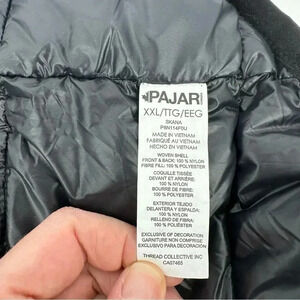 PAJAR
XXL/TTG/EEG
SKANA
PBN114F0U
MADE IN VIETNAM
FABRIQUÉ AU VIETNAM
HECHO EN VIETNAM
WOVEN SHELL
FRONT & BACK: 100 % NYLON
FIBRE FILL: 100 % POLYESTER
COQUILLE TISSÉE
DEVANT ET ARRIÈRE:
100 % NYLON
BOURRE DE FIBRE:
100 % POLYESTER
EXTERIOR TEJIDO
DELANTERA Y ESPALDA:
100 % NYLON
RELLENO DE FIBRA:
100 % POLIÉSTER
EXCLUSIVE OF DECORATION
GARNITURE NON COMPRISE
EXCLUSIVO DE DECORACIÓN
THREAD COLLECTIVE INC
CA37465